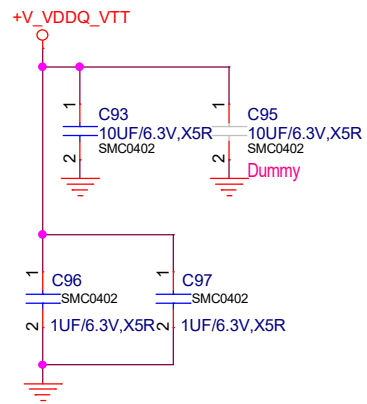 +V_VDDQ_VTT
1 C93 1 C95
10UF/6.3V,X5R 10UF/6.3V,X5R
2 SMC0402 2 SMC0402
Dummy
1 C96 1 C97
SMC0402 SMC0402
2 1UF/6.3V,X5R 2 1UF/6.3V,X5R